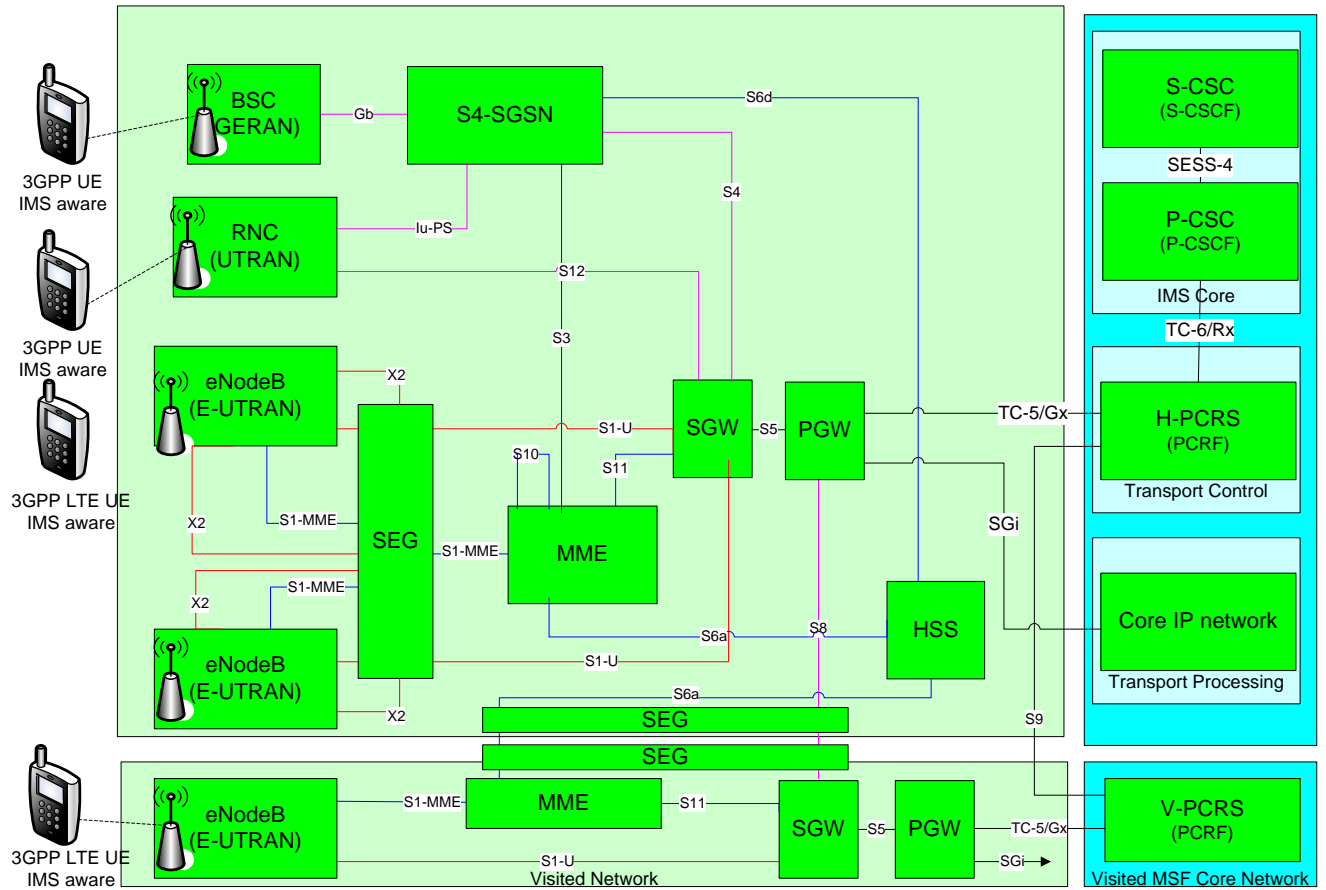 BSC
(GERAN)
Gb
S4-SGSN
S6d
S-CSC
(S-CSCF)
SESS-4
3GPP UE
IMS aware
S4
RNC
(UTRAN)
Iu-PS
P-CSC
(P-CSCF)
S12
IMS Core
TC-6/Rx
3GPP UE
IMS aware
S3
eNodeB
(E-UTRAN)
X2
SGW
S5
PGW
TC-5/Gx
H-PCRS
(PCRF)
S1-U
S10
S11
Transport Control
3GPP LTE UE
IMS aware
X2
S1-MME
SEG
S1-MME
MME
SGi
S1-MME
X2
S8
HSS
Core IP network
S6a
eNodeB
(E-UTRAN)
S1-U
Transport Processing
S6a
X2
SEG
S9
SEG
eNodeB
(E-UTRAN)
S1-MME
MME
S11
SGW
S5
PGW
TC-5/Gx
V-PCRS
(PCRF)
3GPP LTE UE
IMS aware
S1-U
SGi
Visited Network
Visited MSF Core Network